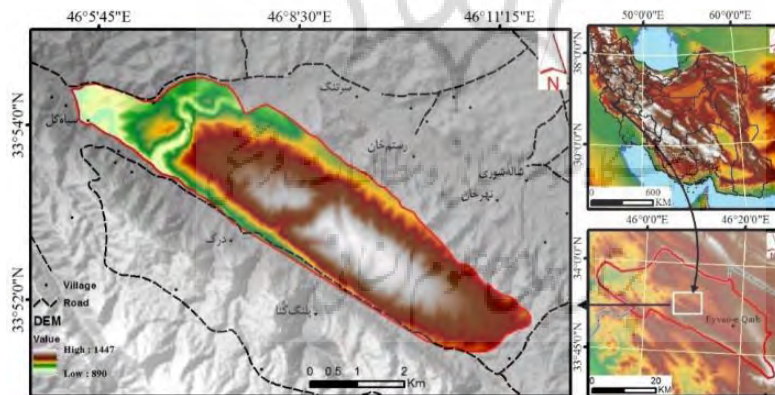 46°5'45"E
46°8'30"E
46°11'15"E
33°54'0"N
33°52'0"N
N
سرتنگ
سیاه‌گل
رستم‌خان
نهرخان
درگ
پلنگ‌گنا
Village
Road
DEM
Value
High : 1447
Low : 890
0 0.5 1 2
Km
50°0'0"E
60°0'0"E
38°0'0"N
30°0'0"N
0 600
KM
46°0'0"E
46°20'0"E
34°0'0"N
33°45'0"N
Eyvan-e Qarb
0 20
KM